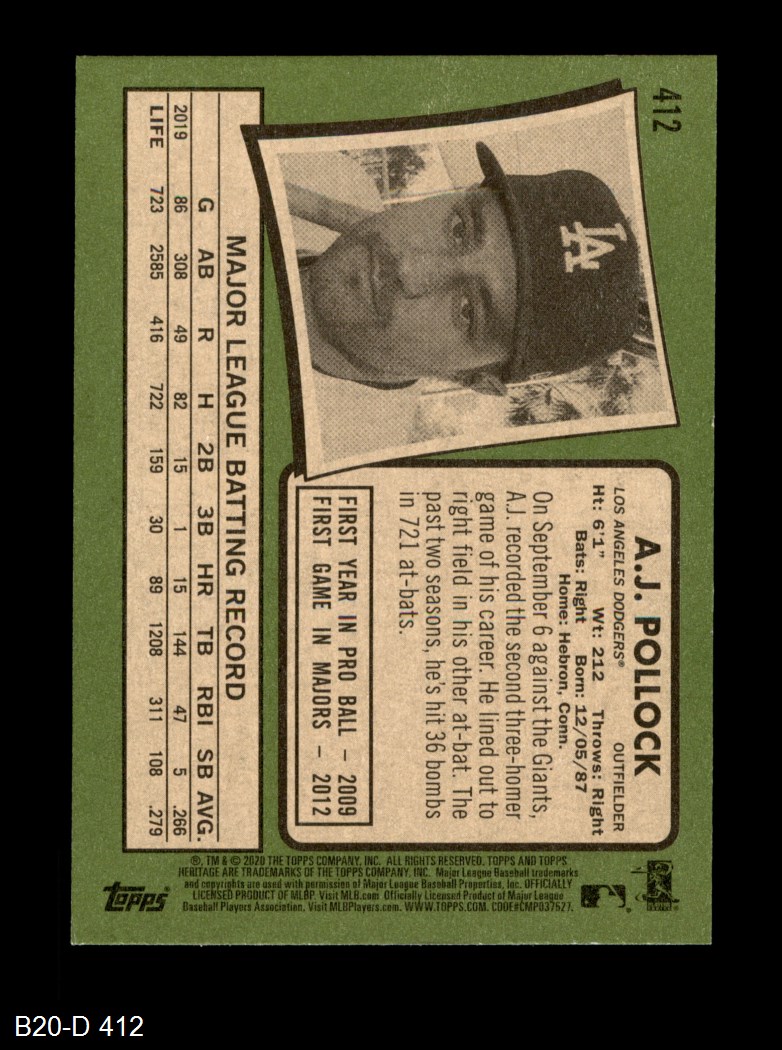 412
LA
A.J. POLLOCK
LOS ANGELES DODGERS® OUTFIELDER
Ht: 6'1" Wt: 212 Throws: Right
Bats: Right Born: 12/05/87
Home: Hebron, Conn.
On September 6 against the Giants,
A.J. recorded the second three-homer
game of his career. He lined out to
right field in his other at-bat. The
past two seasons, he's hit 36 bombs
in 721 at-bats.
FIRST YEAR IN PRO BALL – 2009
FIRST GAME IN MAJORS – 2012
MAJOR LEAGUE BATTING RECORD
G AB R H 2B 3B HR TB RBI SB AVG.
2019 86 308 49 82 15 1 15 144 47 5 .266
LIFE 723 2585 416 722 159 30 89 1208 311 108 .279
®, TM & © 2020 THE TOPPS COMPANY, INC. ALL RIGHTS RESERVED. TOPPS AND TOPPS
HERITAGE ARE TRADEMARKS OF THE TOPPS COMPANY, INC. Major League Baseball trademarks
and copyrights are used with permission of Major League Baseball Properties, Inc. OFFICIALLY
LICENSED PRODUCT OF MLBP. Visit MLB.com Officially Licensed Product of Major League
Baseball Players Association. Visit MLBPlayers.com. WWW.TOPPS.COM. CODE#CMP037527.
topps®
B20-D 412